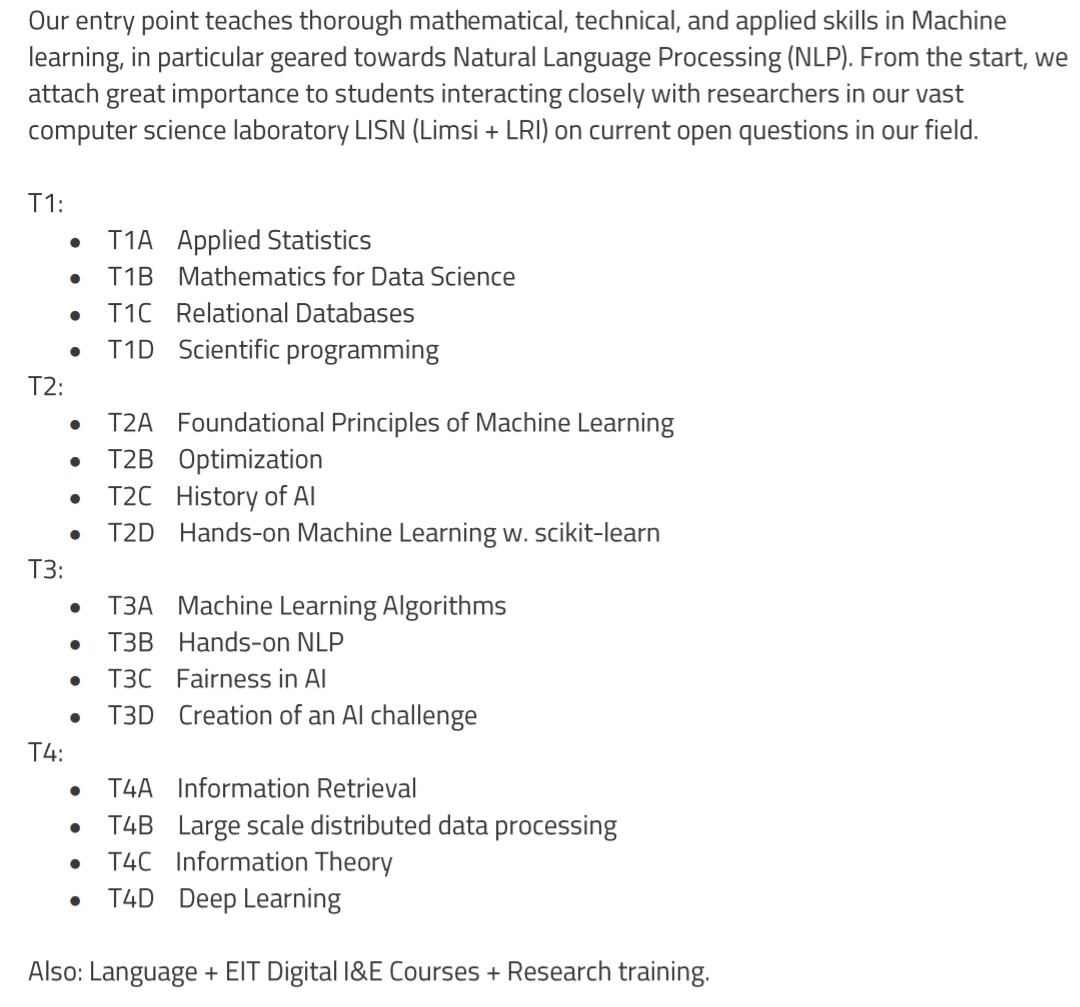 Our entry point teaches thorough mathematical, technical, and applied skills in Machine
learning, in particular geared towards Natural Language Processing (NLP). From the start, we
attach great importance to students interacting closely with researchers in our vast
computer science laboratory LISN (Limsi + LRI) on current open questions in our field.
T1:
• T1A Applied Statistics
• T1B Mathematics for Data Science
• T1C Relational Databases
• T1D Scientific programming
T2:
• T2A Foundational Principles of Machine Learning
• T2B Optimization
• T2C History of AI
• T2D Hands-on Machine Learning w. scikit-learn
T3:
• T3A Machine Learning Algorithms
• T3B Hands-on NLP
• T3C Fairness in AI
• T3D Creation of an AI challenge
T4:
• T4A Information Retrieval
• T4B Large scale distributed data processing
• T4C Information Theory
• T4D Deep Learning
Also: Language + EIT Digital I&E Courses + Research training.